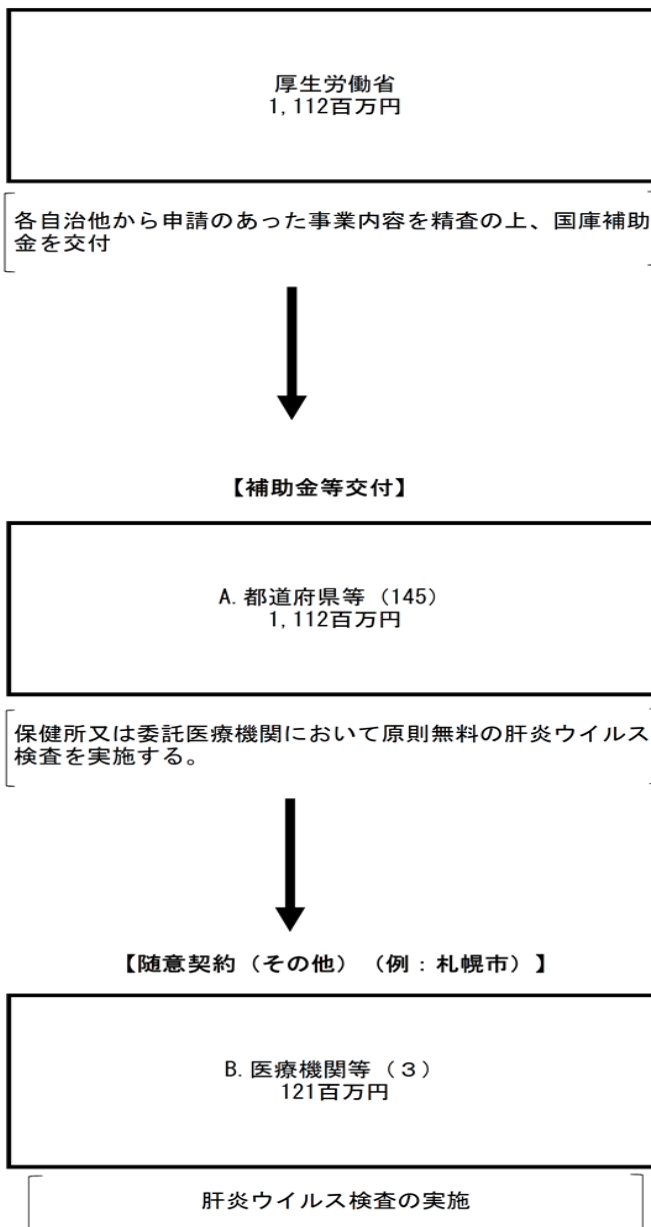 厚生労働省
1,112百万円
各自治他から申請のあった事業内容を精査の上、国庫補助
金を交付
【補助金等交付】
A.都道府県等（145）
1,112百万円
保健所又は委託医療機関において原則無料の肝炎ウイルス
検査を実施する。
【随意契約（その他）（例：札幌市）】
B.医療機関等（３）
121百万円
肝炎ウイルス検査の実施